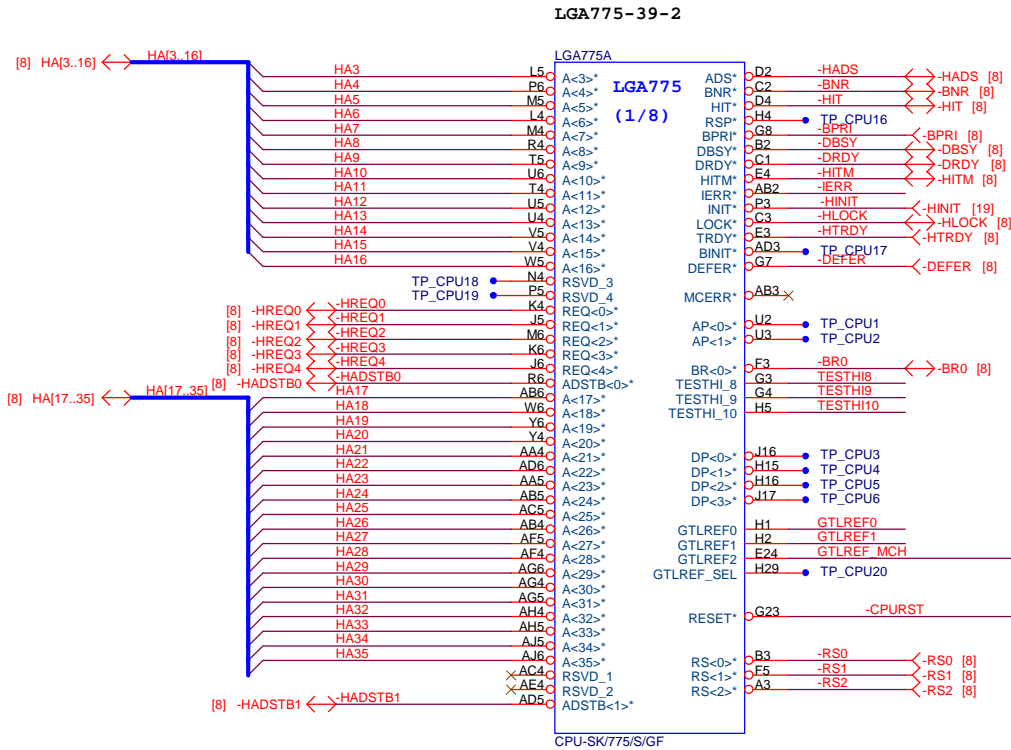 LGA775-39-2
LGA775A
LGA775
(1/8)
[8] HA[3..16] HA[3..16]
HA3 L5 A<3>* ADS* D2 -HADS -HADS [8]
HA4 P6 A<4>* BNR* C2 -BNR -BNR [8]
HA5 M5 A<5>* HIT* D4 -HIT -HIT [8]
HA6 L4 A<6>* RSP* H4 TP_CPU16
HA7 M4 A<7>* BPRI* G8 -BPRI -BPRI [8]
HA8 R4 A<8>* DBSY* B2 -DBSY -DBSY [8]
HA9 T5 A<9>* DRDY* C1 -DRDY -DRDY [8]
HA10 U6 A<10>* HITM* E4 -HITM -HITM [8]
HA11 T4 A<11>* IERR* AB2 -IERR
HA12 U5 A<12>* INIT* P3 -HINIT -HINIT [19]
HA13 U4 A<13>* LOCK* C3 -HLOCK -HLOCK [8]
HA14 V5 A<14>* TRDY* E3 -HTRDY -HTRDY [8]
HA15 V4 A<15>* BINIT* AD3 TP_CPU17
HA16 W5 A<16>* DEFER* G7 -DEFER -DEFER [8]
TP_CPU18 N4 RSVD_3
TP_CPU19 P5 RSVD_4 MCERR* AB3
[8] -HREQ0 -HREQ0 K4 REQ<0>*
[8] -HREQ1 -HREQ1 J5 REQ<1>* AP<0>* U2 TP_CPU1
[8] -HREQ2 -HREQ2 M6 REQ<2>* AP<1>* U3 TP_CPU2
[8] -HREQ3 -HREQ3 K6 REQ<3>*
[8] -HREQ4 -HREQ4 J6 REQ<4>* BR<0>* F3 -BR0 -BR0 [8]
[8] -HADSTB0 -HADSTB0 R6 ADSTB<0>* TESTHI_8 G3 TESTHI8
[8] HA[17..35] HA[17..35]
HA17 AB6 A<17>* TESTHI_9 G4 TESTHI9
HA18 W6 A<18>* TESTHI_10 H5 TESTHI10
HA19 Y6 A<19>*
HA20 Y4 A<20>*
HA21 AA4 A<21>* DP<0>* J16 TP_CPU3
HA22 AD6 A<22>* DP<1>* H15 TP_CPU4
HA23 AA5 A<23>* DP<2>* H16 TP_CPU5
HA24 AB5 A<24>* DP<3>* J17 TP_CPU6
HA25 AC5 A<25>*
HA26 AB4 A<26>* GTLREF0 H1 GTLREF0
HA27 AF5 A<27>* GTLREF1 H2 GTLREF1
HA28 AF4 A<28>* GTLREF2 E24 GTLREF_MCH
HA29 AG6 A<29>* GTLREF_SEL H29 TP_CPU20
HA30 AG4 A<30>*
HA31 AG5 A<31>*
HA32 AH4 A<32>* RESET* G23 -CPURST
HA33 AH5 A<33>*
HA34 AJ5 A<34>*
HA35 AJ6 A<35>* RS<0>* B3 -RS0 -RS0 [8]
AC4 RSVD_1 RS<1>* F5 -RS1 -RS1 [8]
AE4 RSVD_2 RS<2>* A3 -RS2 -RS2 [8]
[8] -HADSTB1 -HADSTB1 AD5 ADSTB<1>*
CPU-SK/775/S/GF